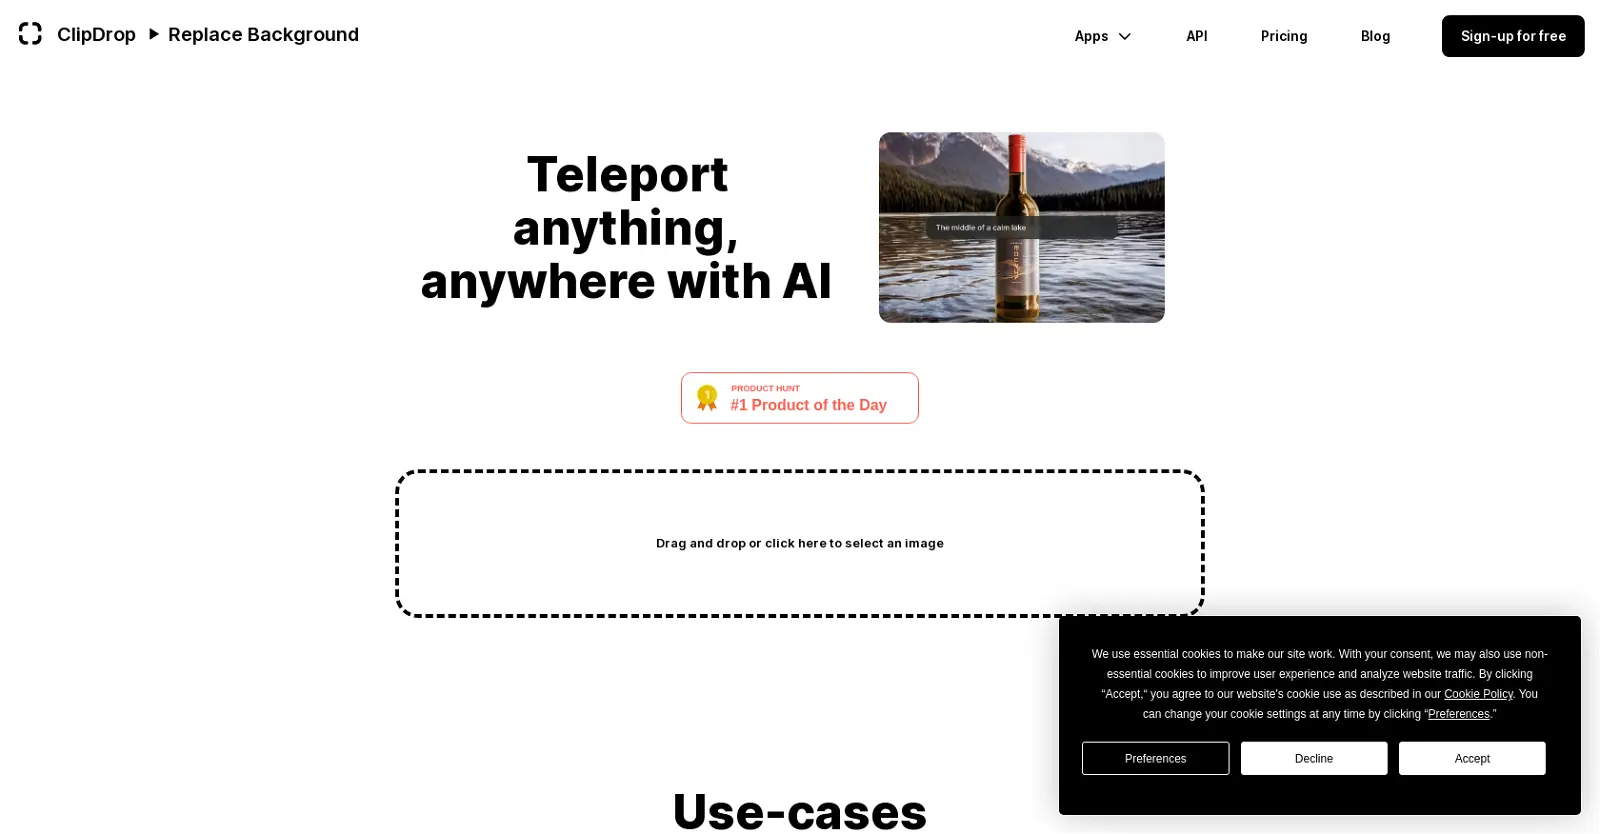 ClipDrop
Replace Background
Apps
API
Pricing
Blog
Sign-up for free
Teleport
anything,
anywhere with AI
The middle of a calm lake
1
PRODUCT HUNT
#1 Product of the Day
Drag and drop or click here to select an image
We use essential cookies to make our site work. With your consent, we may also use non-
essential cookies to improve user experience and analyze website traffic. By clicking
“Accept,“ you agree to our website's cookie use as described in our Cookie Policy. You
can change your cookie settings at any time by clicking “Preferences.”
Preferences
Decline
Accept
Use-cases